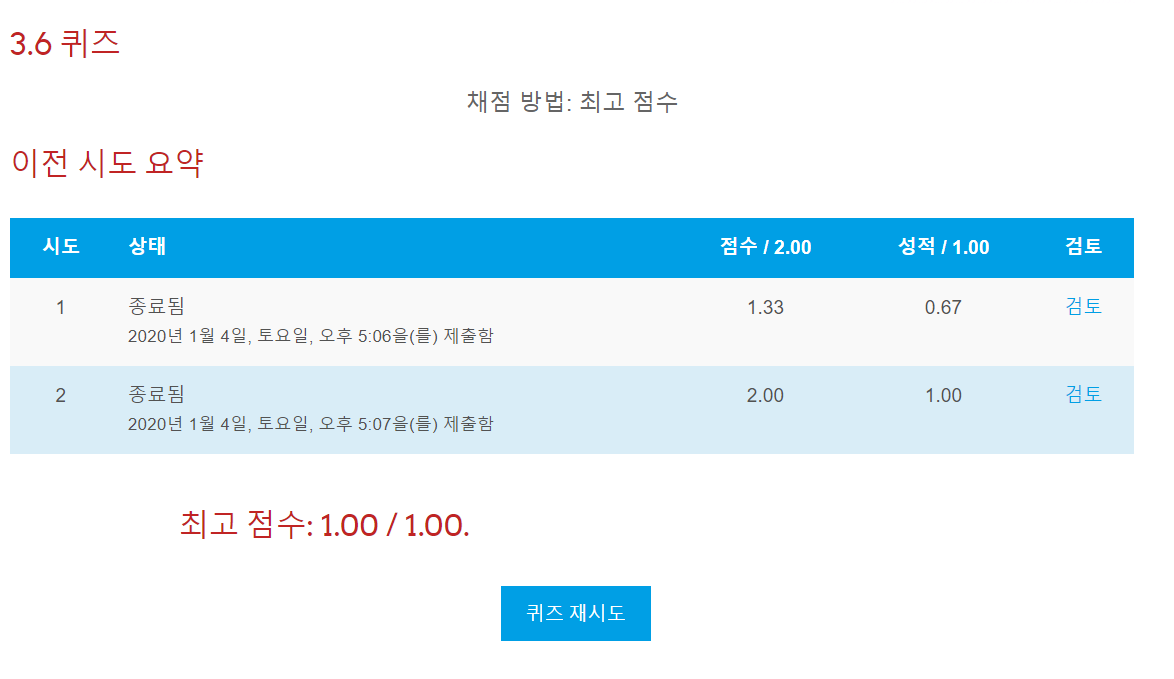 3.6 퀴즈
채점 방법: 최고 점수
이전 시도 요약
시도 상태 점수 / 2.00 성적 / 1.00 검토
1 종료됨 1.33 0.67 검토
2020년 1월 4일, 토요일, 오후 5:06을(를) 제출함
2 종료됨 2.00 1.00 검토
2020년 1월 4일, 토요일, 오후 5:07을(를) 제출함
최고 점수: 1.00 / 1.00.
퀴즈 재시도